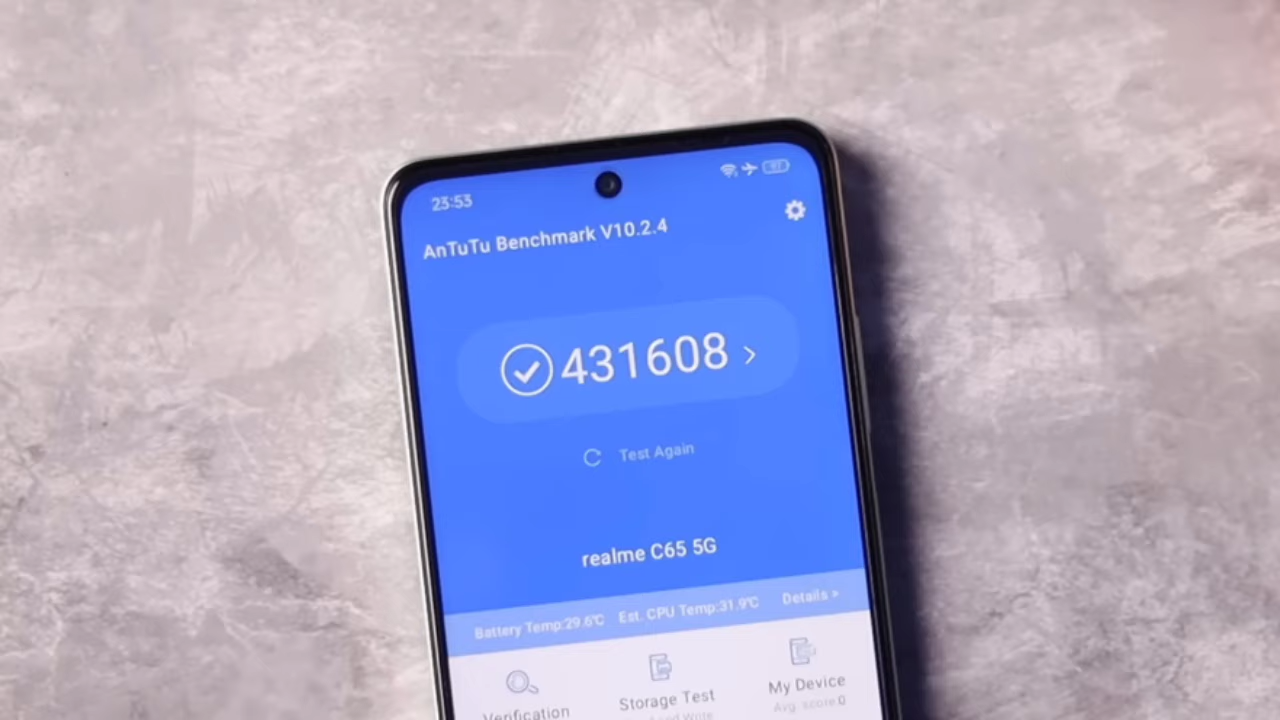 23:53
AnTuTu Benchmark V10.2.4
431608
Test Again
realme C65 5G
Battery Temp:29.6℃ Est. CPU Temp:31.9℃ Details >
Verification Storage Test My Device
Avg. score:0